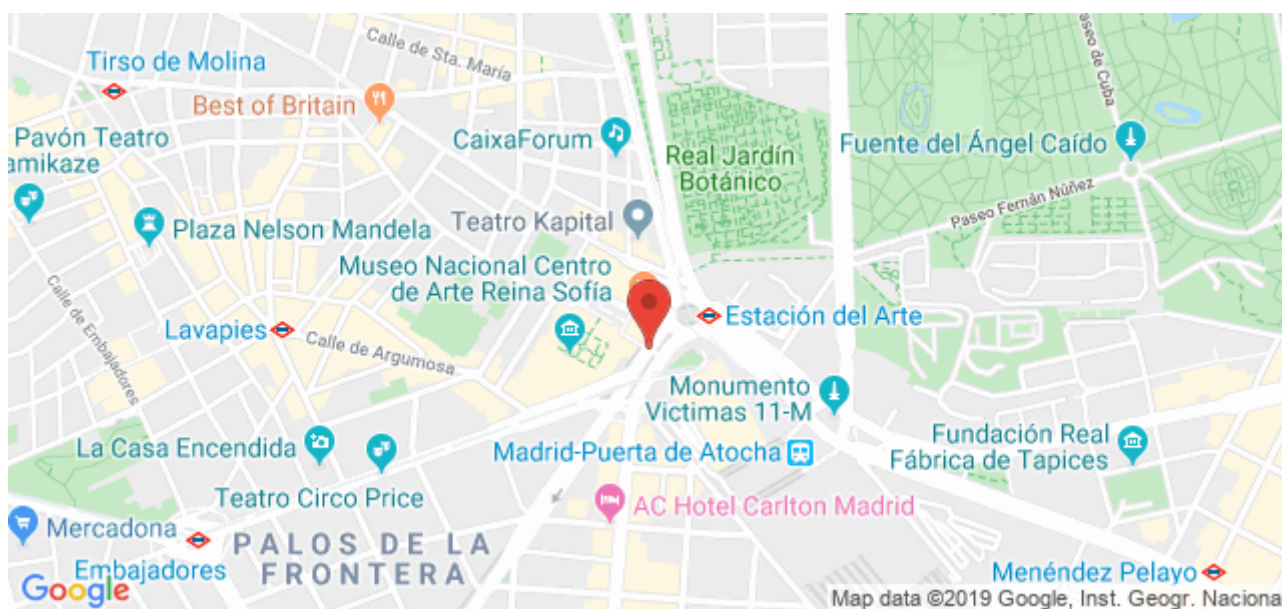 Calle de Sta. María
Tirso de Molina
Best of Britain
Pavón Teatro
amikaze
CaixaForum
Real Jardín
Botánico
Paseo de Cuba
Fuente del Ángel Caído
Paseo Fernán Núñez
Plaza Nelson Mandela
Teatro Kapital
Museo Nacional Centro
de Arte Reina Sofía
Calle de Embajadores
Lavapies
Calle de Argumosa
Estación del Arte
Monumento
Victimas 11-M
La Casa Encendida
Madrid-Puerta de Atocha
Fundación Real
Fábrica de Tapices
Teatro Circo Price
AC Hotel Carlton Madrid
Mercadona
PALOS DE LA
FRONTERA
Embajadores
Menéndez Pelayo
Google
Map data ©2019 Google, Inst. Geogr. Naciona